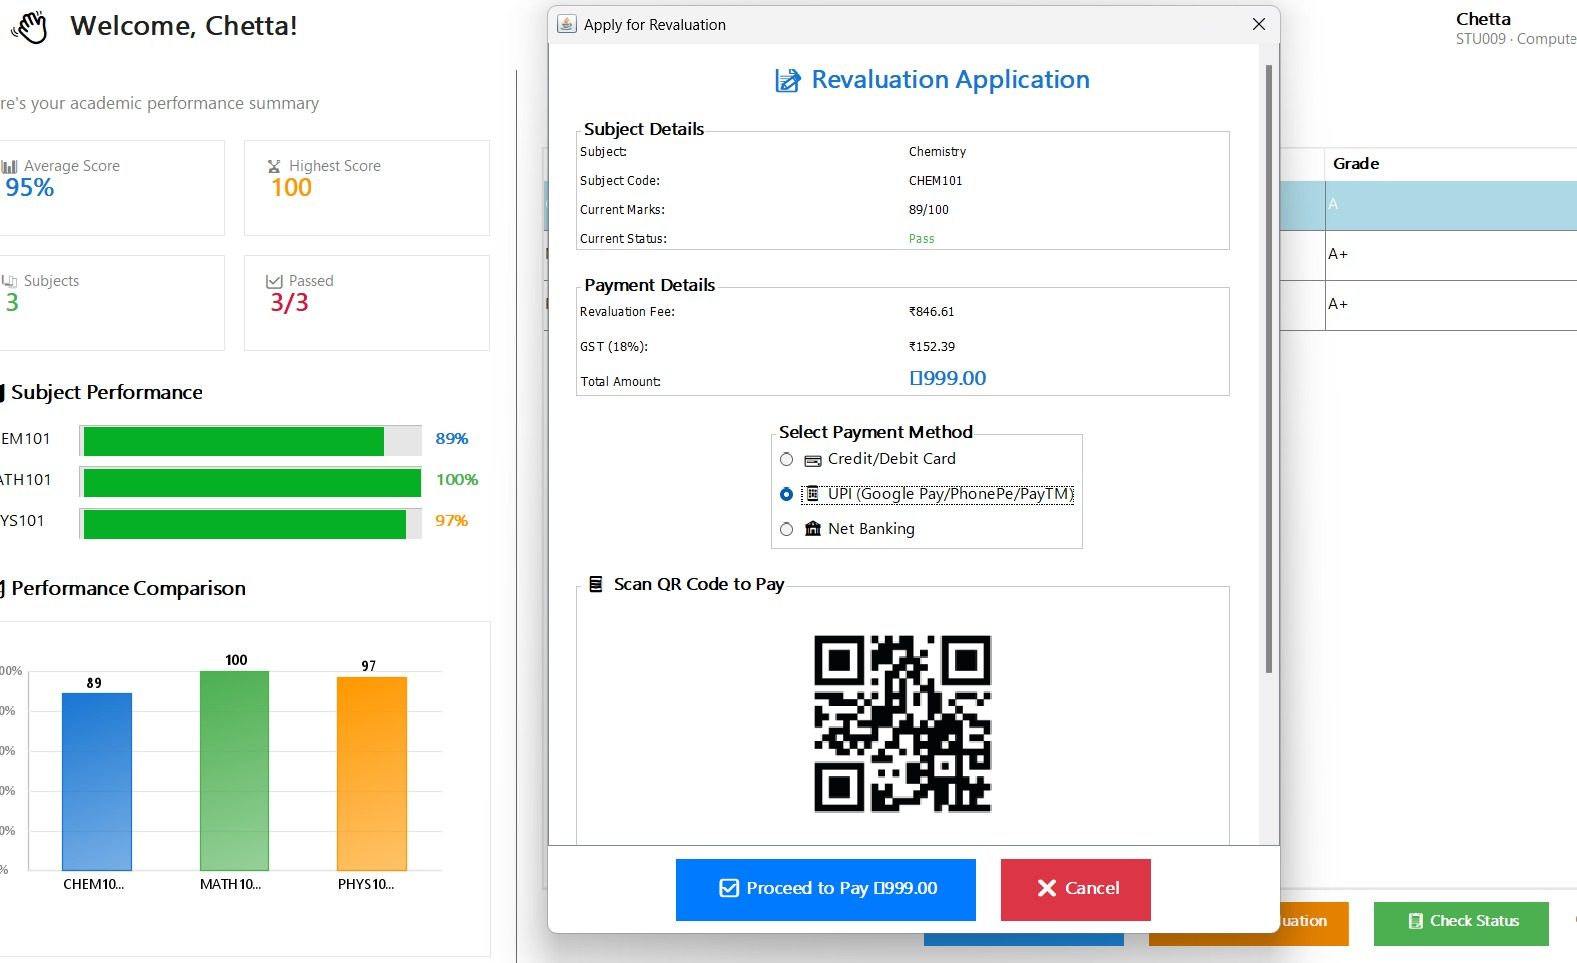 Welcome, Chetta!
re's your academic performance summary
Average Score
95%
Highest Score
100
Subjects
3
Passed
3/3
Subject Performance
EM101
89%
ATH101
100%
YS101
97%
Performance Comparison
00%
0%
0%
0%
0%
%
89
100
97
CHEM10...
MATH10...
PHYS10...
Apply for Revaluation
Revaluation Application
Subject Details
Subject: Chemistry
Subject Code: CHEM101
Current Marks: 89/100
Current Status: Pass
Payment Details
Revaluation Fee: ₹846.61
GST (18%): ₹152.39
Total Amount: 999.00
Select Payment Method
Credit/Debit Card
UPI (Google Pay/PhonePe/PayTM)
Net Banking
Scan QR Code to Pay
Proceed to Pay 999.00
Cancel
Chetta
STU009 · Compute
Grade
A
A+
A+
uation
Check Status